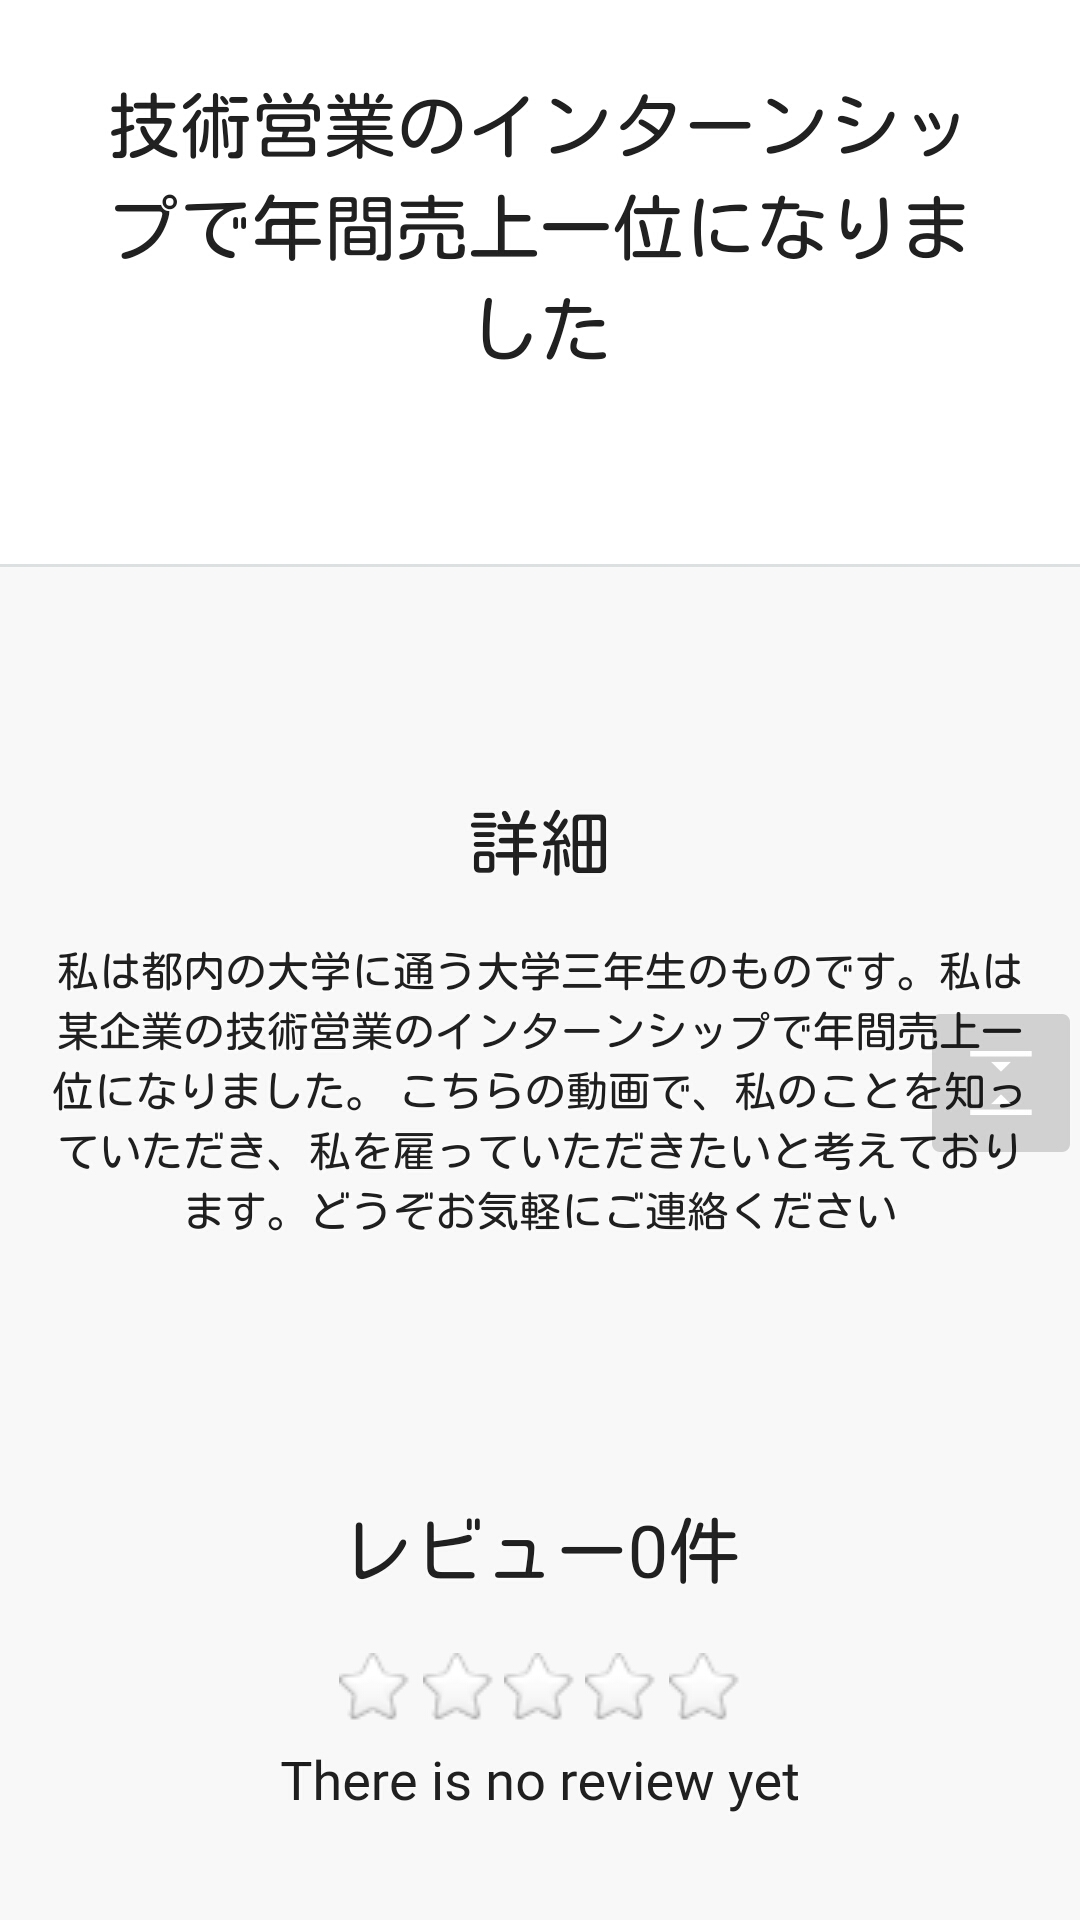 技術営業のインターンシッ
プで年間売上一位になりま
した
詳細
私は都内の大学に通う大学三年生のものです。私は
某企業の技術営業のインターンシップで年間売上一
位になりました。 こちらの動画で、私のことを知っ
ていただき、私を雇っていただきたいと考えており
ます。どうぞお気軽にご連絡ください
レビュー0件
There is no review yet